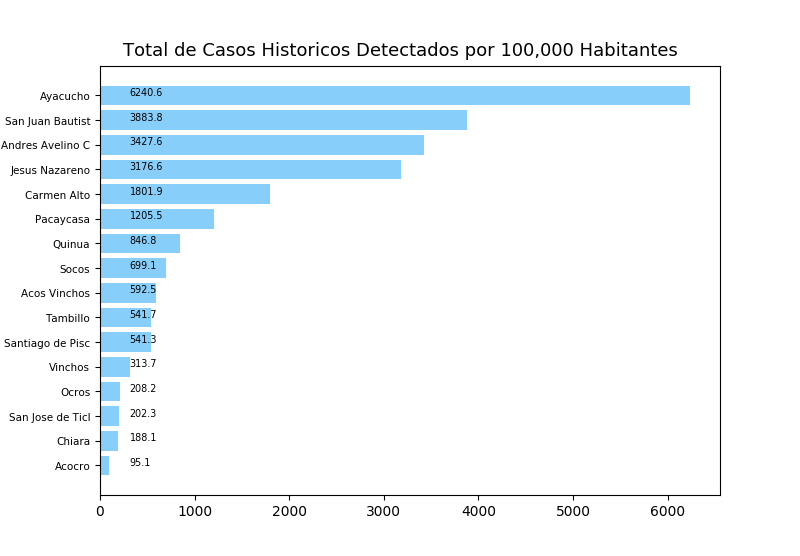 Total de Casos Historicos Detectados por 100,000 Habitantes
Ayacucho 6240.6
San Juan Bautist 3883.8
Andres Avelino C 3427.6
Jesus Nazareno 3176.6
Carmen Alto 1801.9
Pacaycasa 1205.5
Quinua 846.8
Socos 699.1
Acos Vinchos 592.5
Tambillo 541.7
Santiago de Pisc 541.3
Vinchos 313.7
Ocros 208.2
San Jose de Ticl 202.3
Chiara 188.1
Acocro 95.1
0 1000 2000 3000 4000 5000 6000